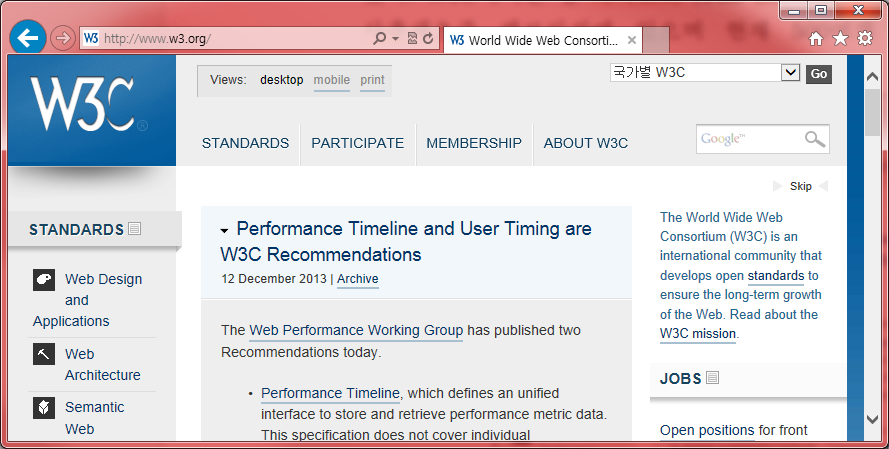 http://www.w3.org/
W3 World Wide Web Consorti...
W3C ®
Views: desktop mobile print
국가별 W3C
Go
STANDARDS PARTICIPATE MEMBERSHIP ABOUT W3C
Google™
Skip
STANDARDS
Web Design
and
Applications
Web
Architecture
Semantic
Web
Performance Timeline and User Timing are
W3C Recommendations
12 December 2013 | Archive
The Web Performance Working Group has published two
Recommendations today.
• Performance Timeline, which defines an unified
interface to store and retrieve performance metric data.
This specification does not cover individual
The World Wide Web
Consortium (W3C) is an
international community that
develops open standards to
ensure the long-term growth
of the Web. Read about the
W3C mission.
JOBS
Open positions for front